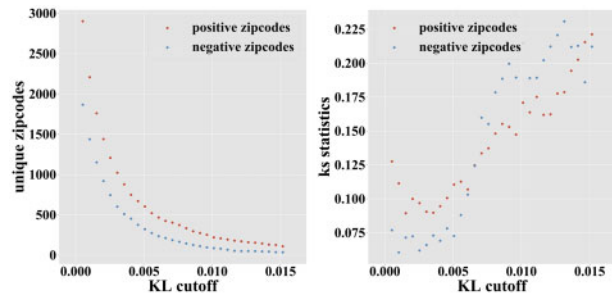 3000
2500
2000
1500
1000
500
0
unique zipcodes
positive zipcodes
negative zipcodes
0.000 0.005 0.010 0.015
KL cutoff
0.225
0.200
0.175
0.150
0.125
0.100
0.075
ks statistics
positive zipcodes
negative zipcodes
0.000 0.005 0.010 0.015
KL cutoff